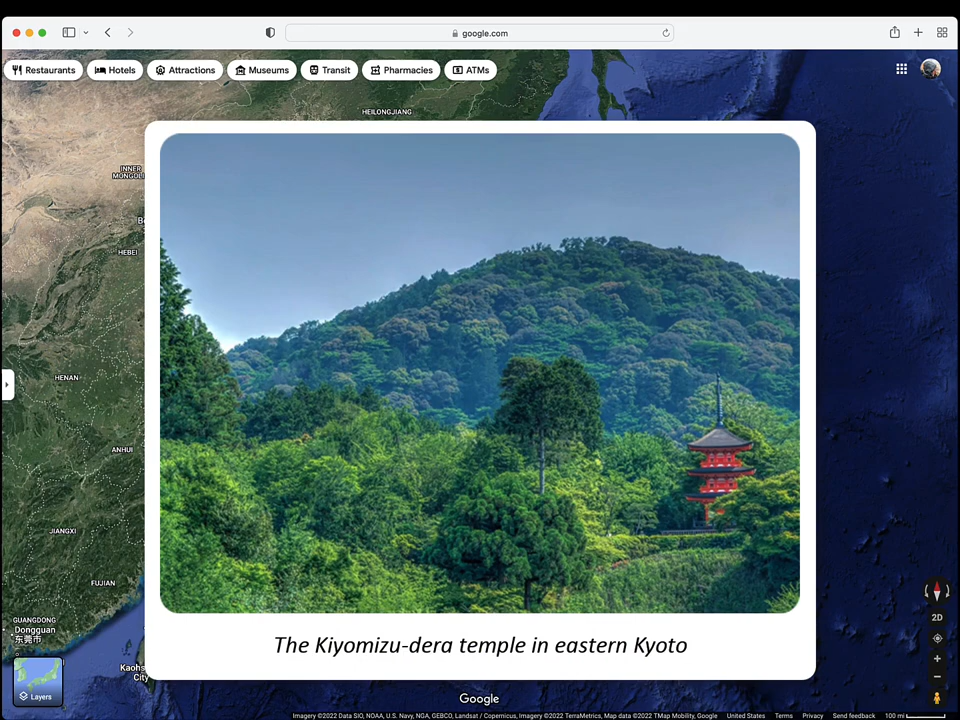 google.com
Restaurants
Hotels
Attractions
Museums
Transit
Pharmacies
ATMs
HEILONGJIANG
INNER
MONGOL
HEBEI
HENAN
ANHUI
JIANGXI
FUJIAN
GUANGDONG
Dongguan
东莞市
Kaohs
City
Layers
The Kiyomizu-dera temple in eastern Kyoto
2D
Google
Imagery ©2022 Data SIO, NOAA, U.S. Navy, NGA, GEBCO, Landsat / Copernicus, Imagery ©2022 TerraMetrics, Map data ©2022 TMap Mobility, Google United States Terms Privacy Send feedback 100 mi